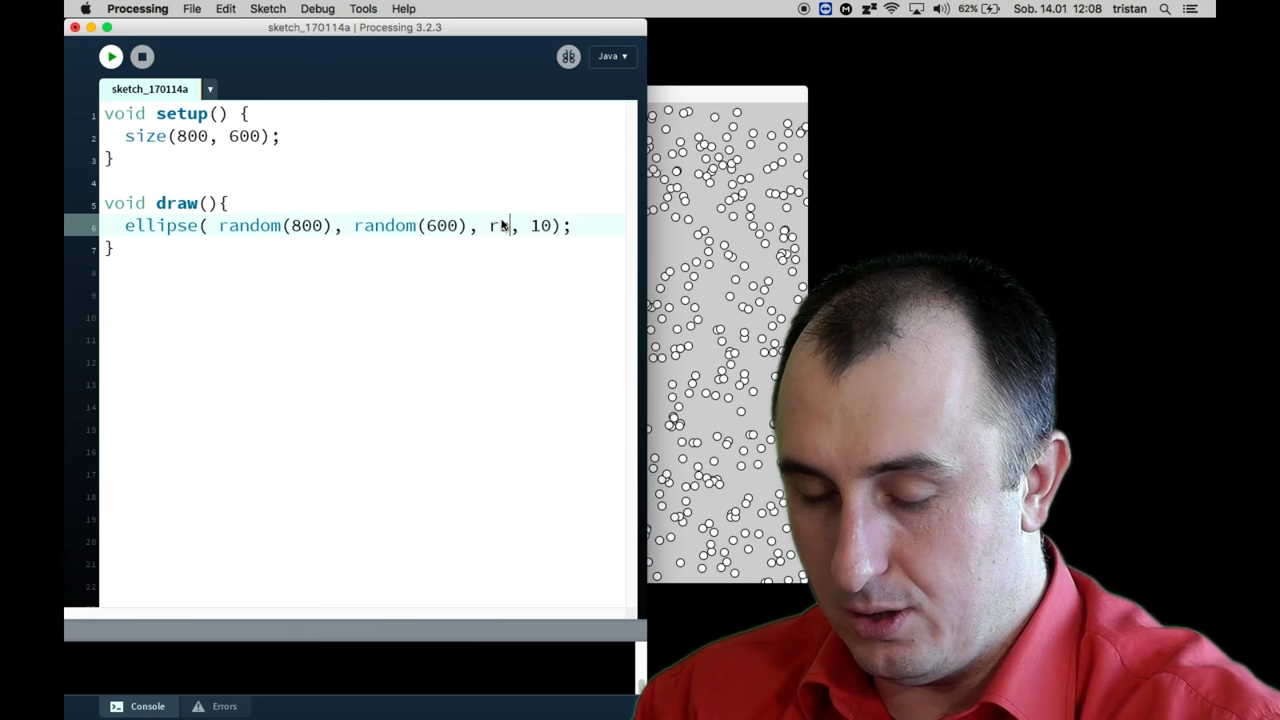 Processing File Edit Sketch Debug Tools Help 62% Sob. 14.01 12:08 tristan
sketch_170114a | Processing 3.2.3
Java ▾
sketch_170114a ▾
1 void setup() {
2 size(800, 600);
3 }
4
5 void draw(){
6 ellipse( random(800), random(600), , 10);
7 }
8
9
10
11
12
13
14
15
16
17
18
19
20
21
22
Console Errors